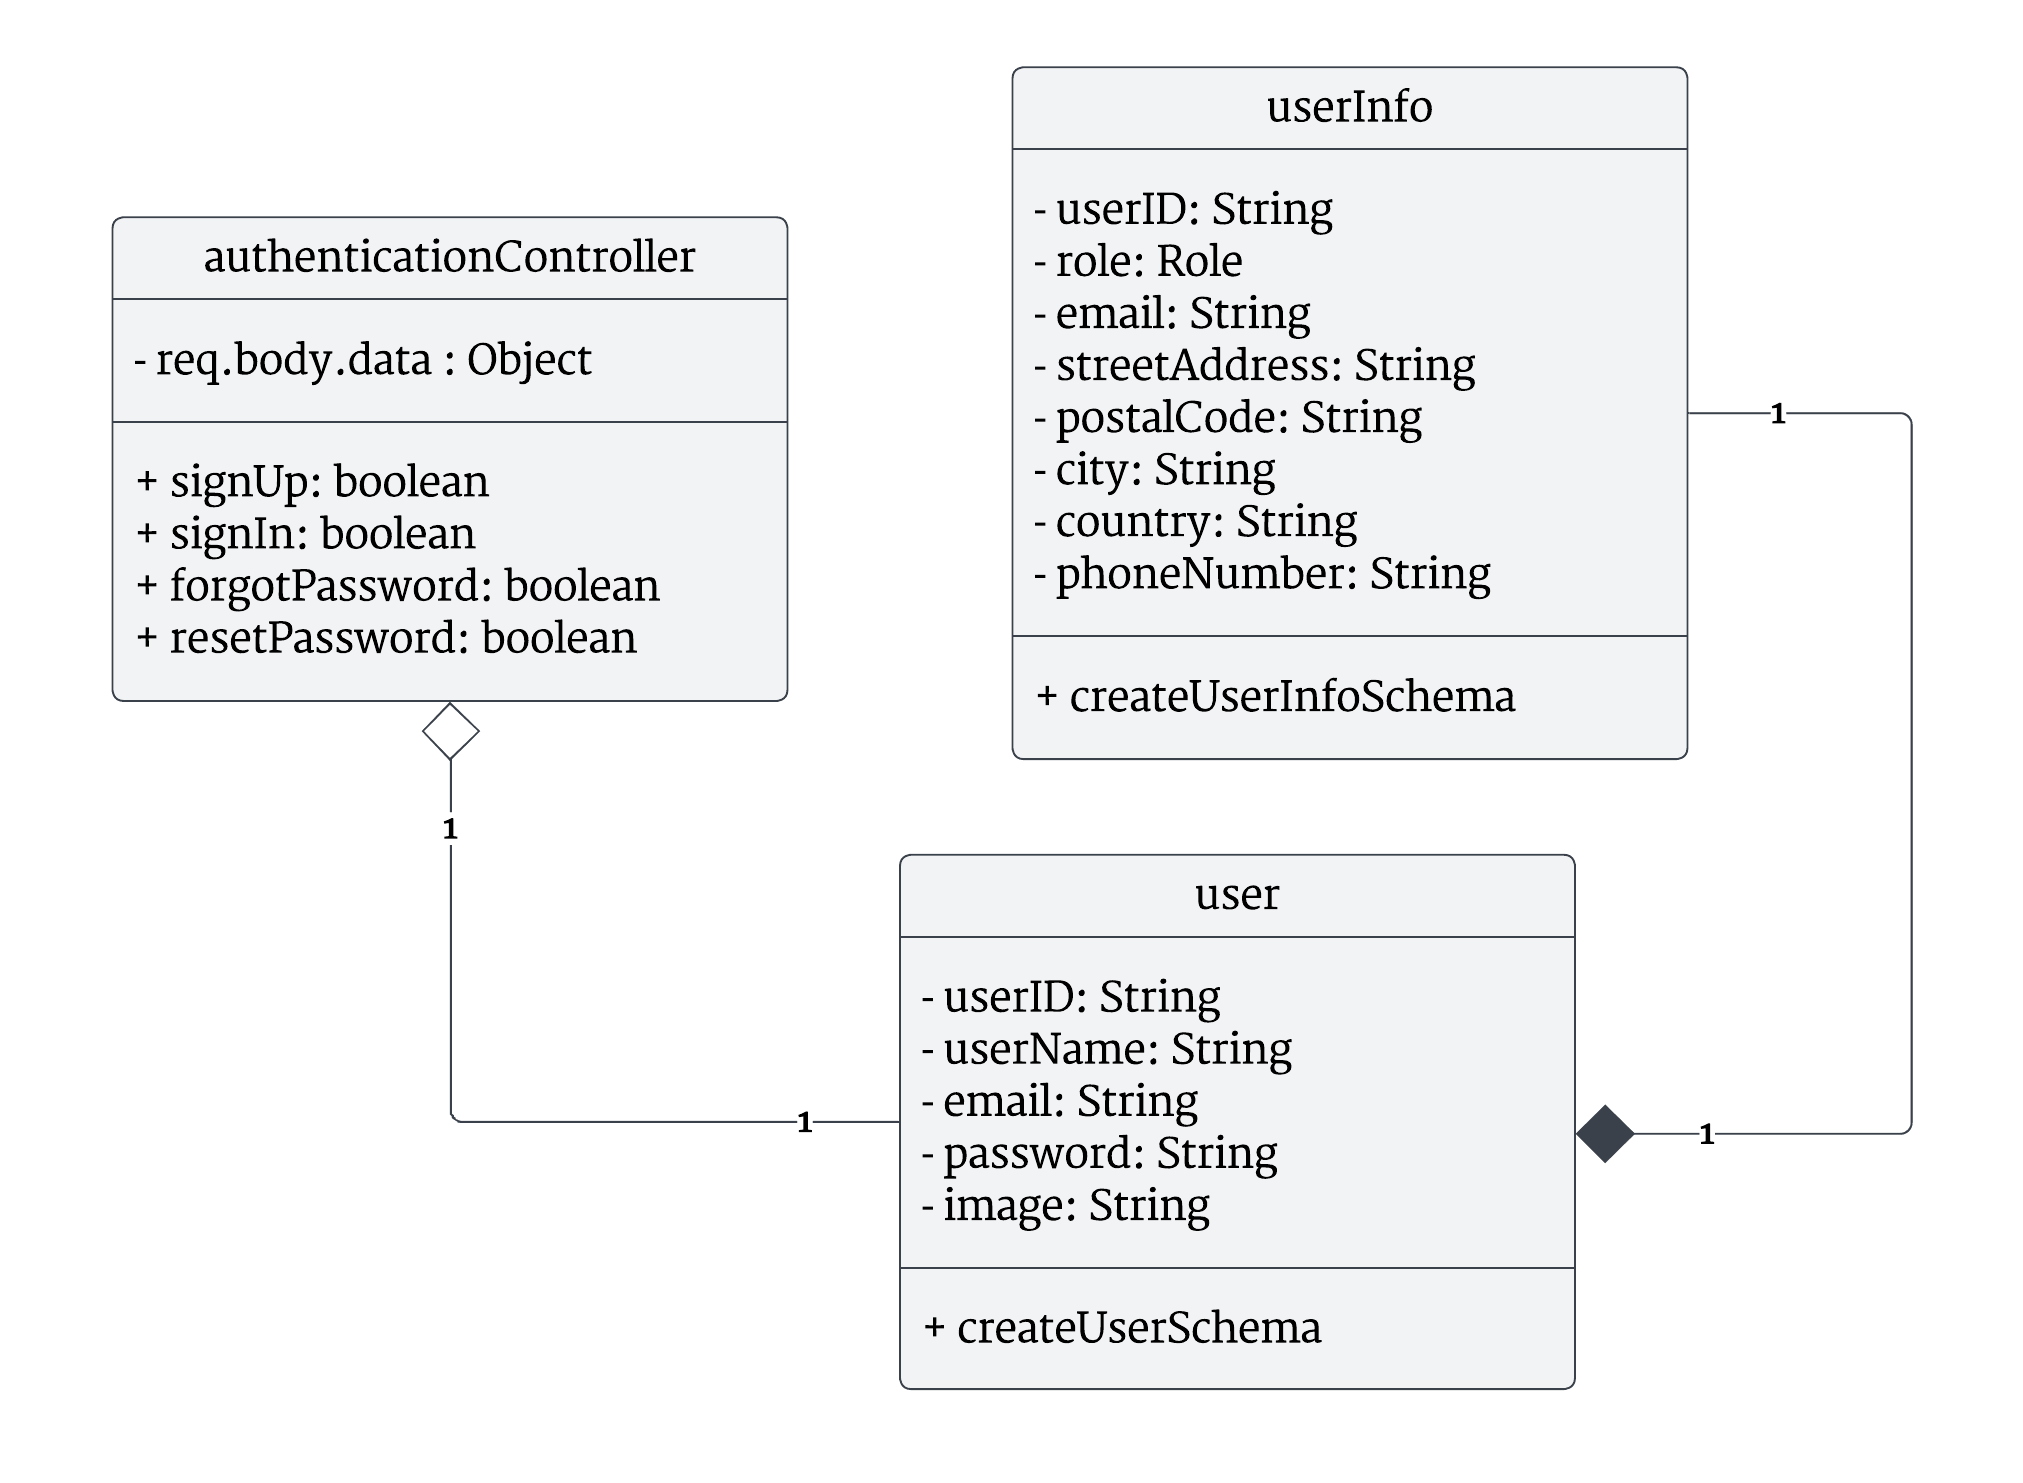 authenticationController
- req.body.data : Object
+ signUp: boolean
+ signIn: boolean
+ forgotPassword: boolean
+ resetPassword: boolean
1
1
userInfo
- userID: String
- role: Role
- email: String
- streetAddress: String
- postalCode: String
- city: String
- country: String
- phoneNumber: String
+ createUserInfoSchema
1
user
- userID: String
- userName: String
- email: String
- password: String
- image: String
+ createUserSchema
1